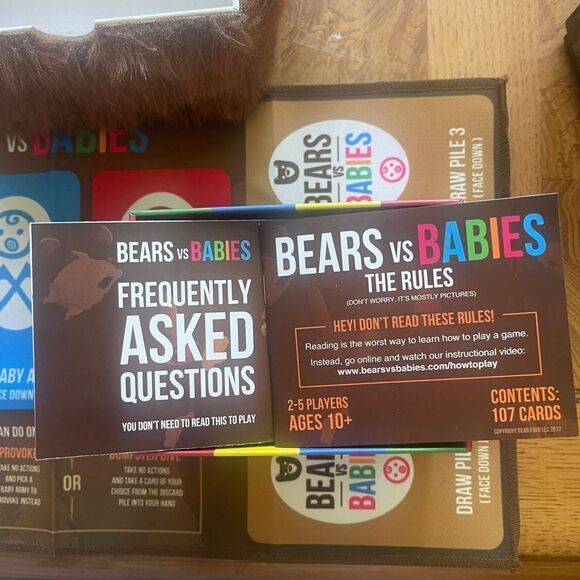 VS BABIES
BEARS
VS
BABIES
DRAW PILE 3
(FACE DOWN)
BEARS VS BABIES
FREQUENTLY
ASKED
QUESTIONS
YOU DON'T NEED TO READ THIS TO PLAY
BEARS VS BABIES
THE RULES
(DON'T WORRY, IT'S MOSTLY PICTURES)
HEY! DON'T READ THESE RULES!
Reading is the worst way to learn how to play a game.
Instead, go online and watch our instructional video:
www.bearsvsbabies.com/howtoplay
2-5 PLAYERS
AGES 10+
CONTENTS:
107 CARDS
COPYRIGHT BEAR FOOD LLC 2017
BABY A
FACE DOWN
CAN DO ON
PROVOKE
TAKE NO ACTIONS
AND PICK A
BABY ARMY TO
PROVOKE INSTEAD
OR
DUMPSTER DIVE
TAKE NO ACTIONS
AND TAKE A CARD OF YOUR
CHOICE FROM THE DISCARD
PILE INTO YOUR HAND
BEARS
VS
BABIES
DRAW PILE
(FACE DOWN)